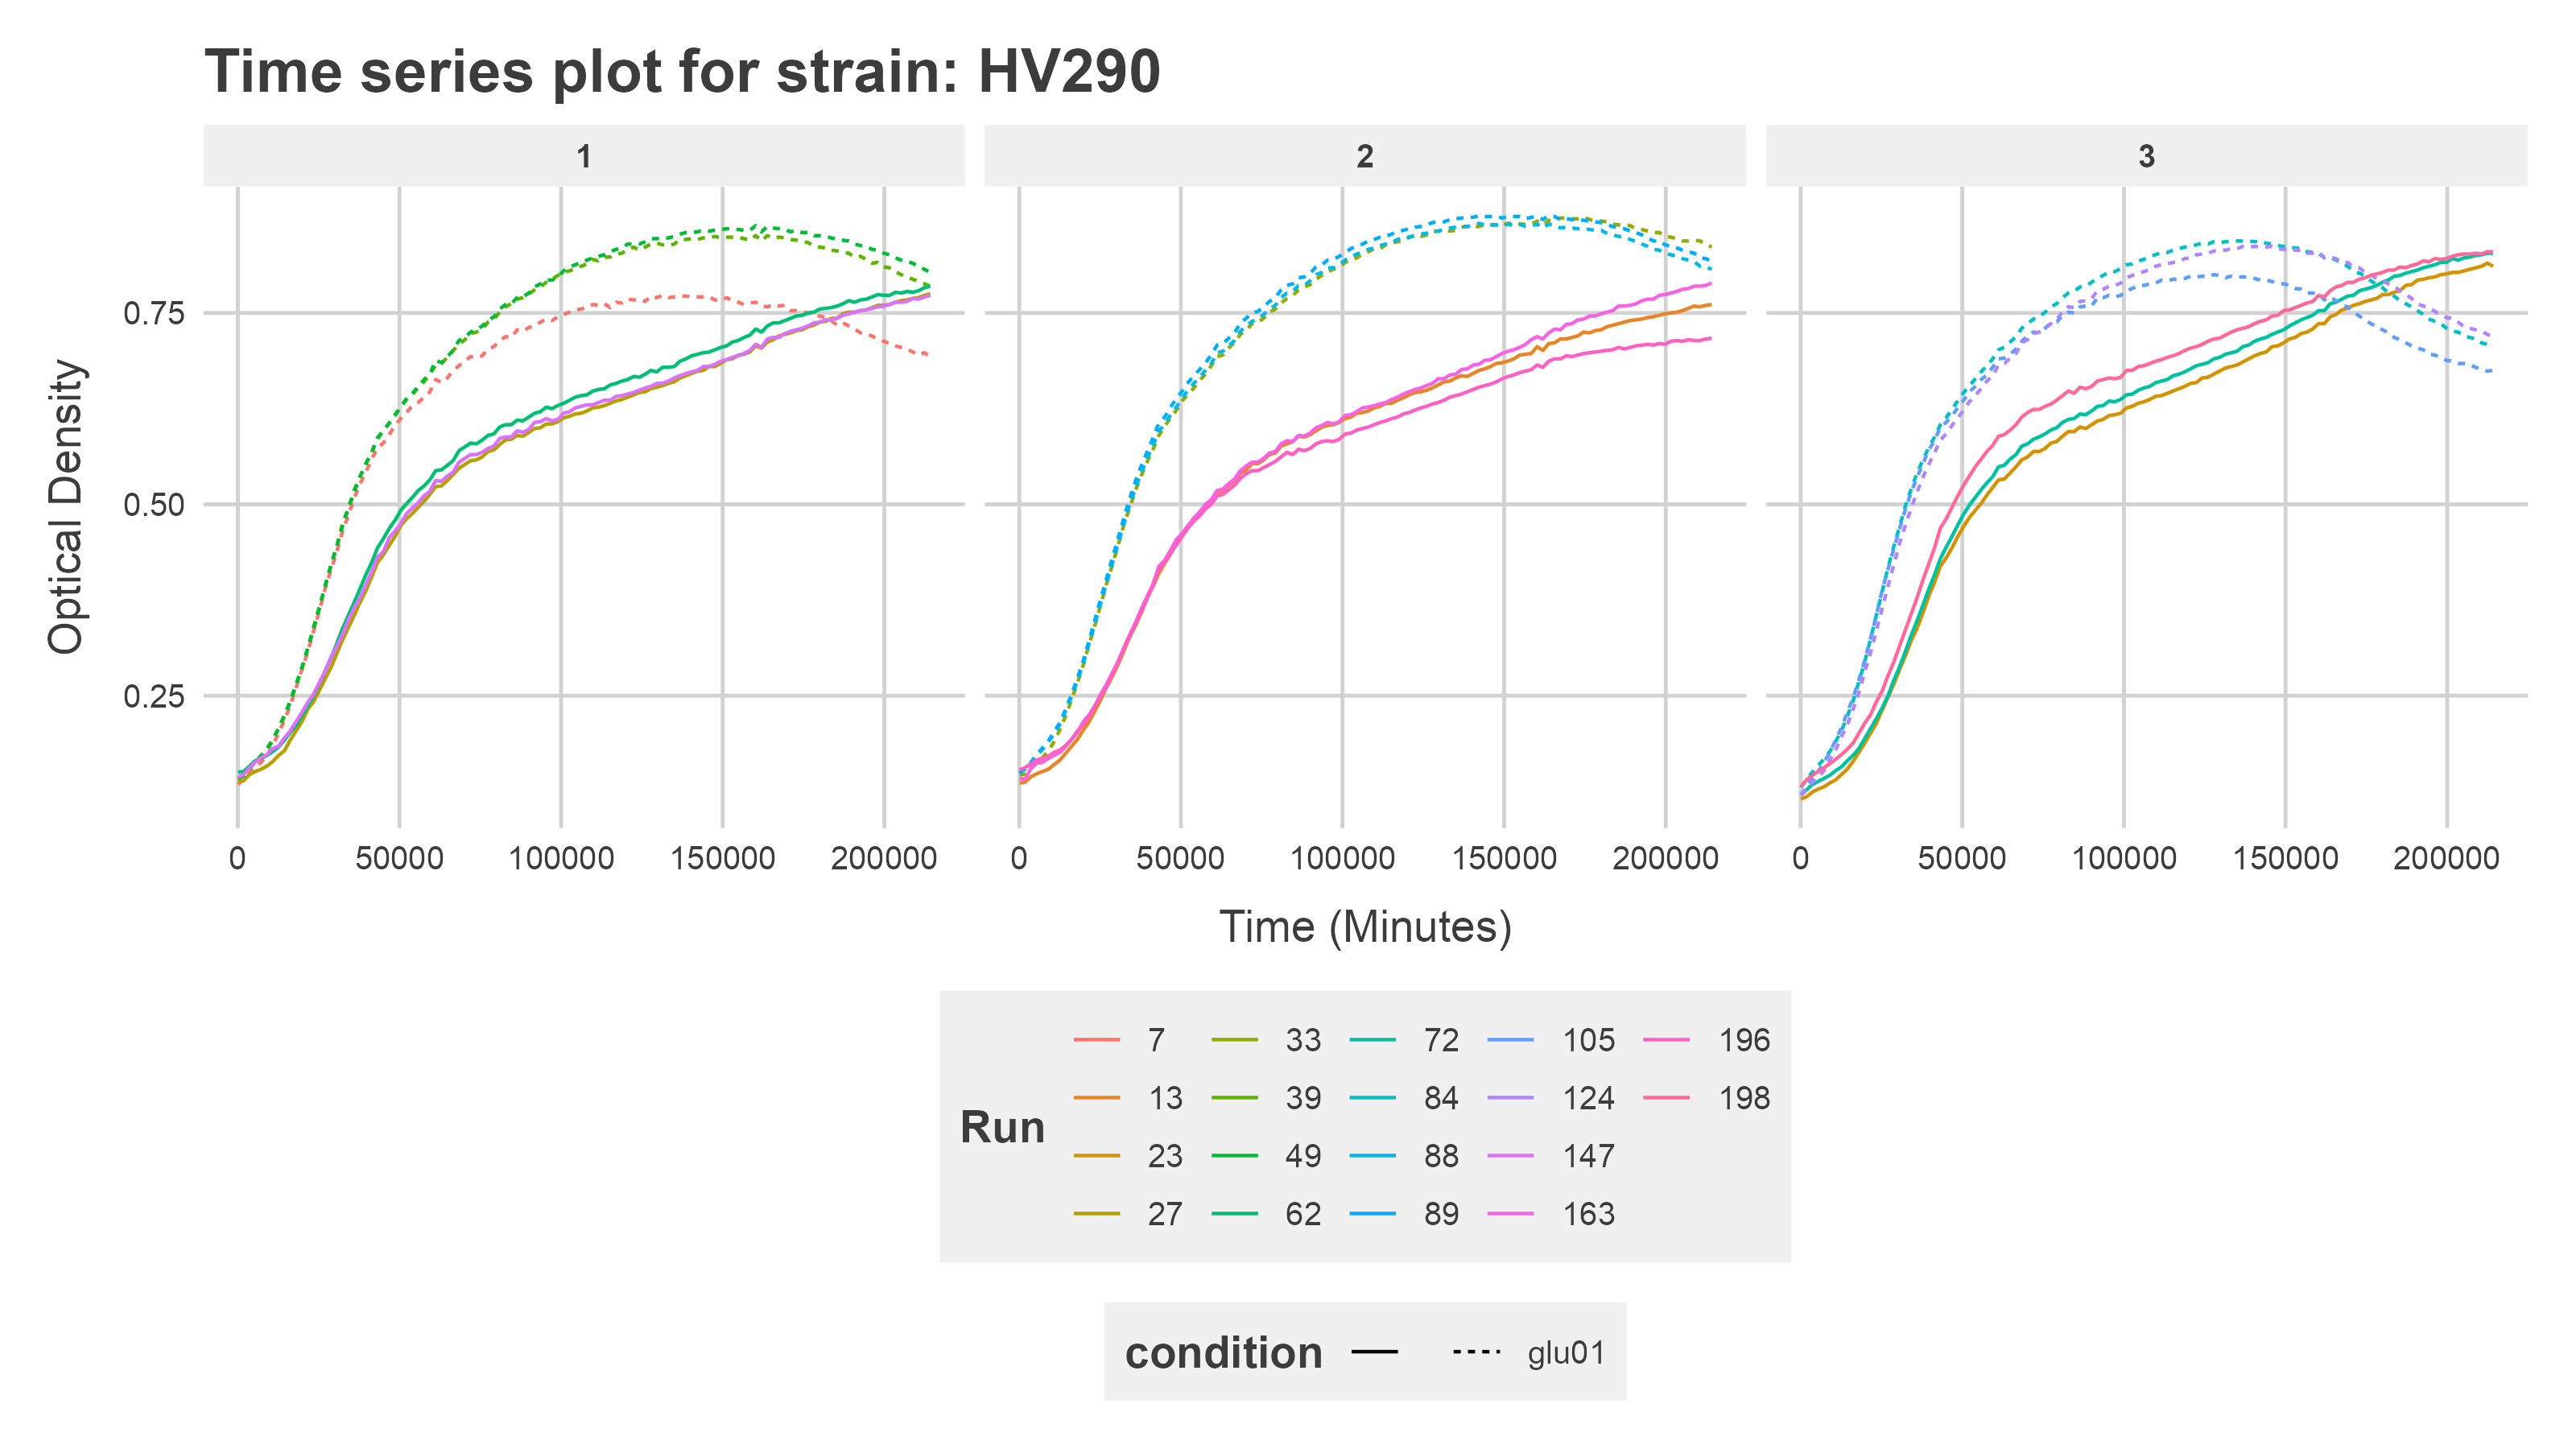 Time series plot for strain: HV290
1 2 3
Optical Density
0.75
0.50
0.25
0 50000 100000 150000 200000 0 50000 100000 150000 200000 0 50000 100000 150000 200000
Time (Minutes)
Run
7 33 72 105 196
13 39 84 124 198
23 49 88 147
27 62 89 163
condition glu01